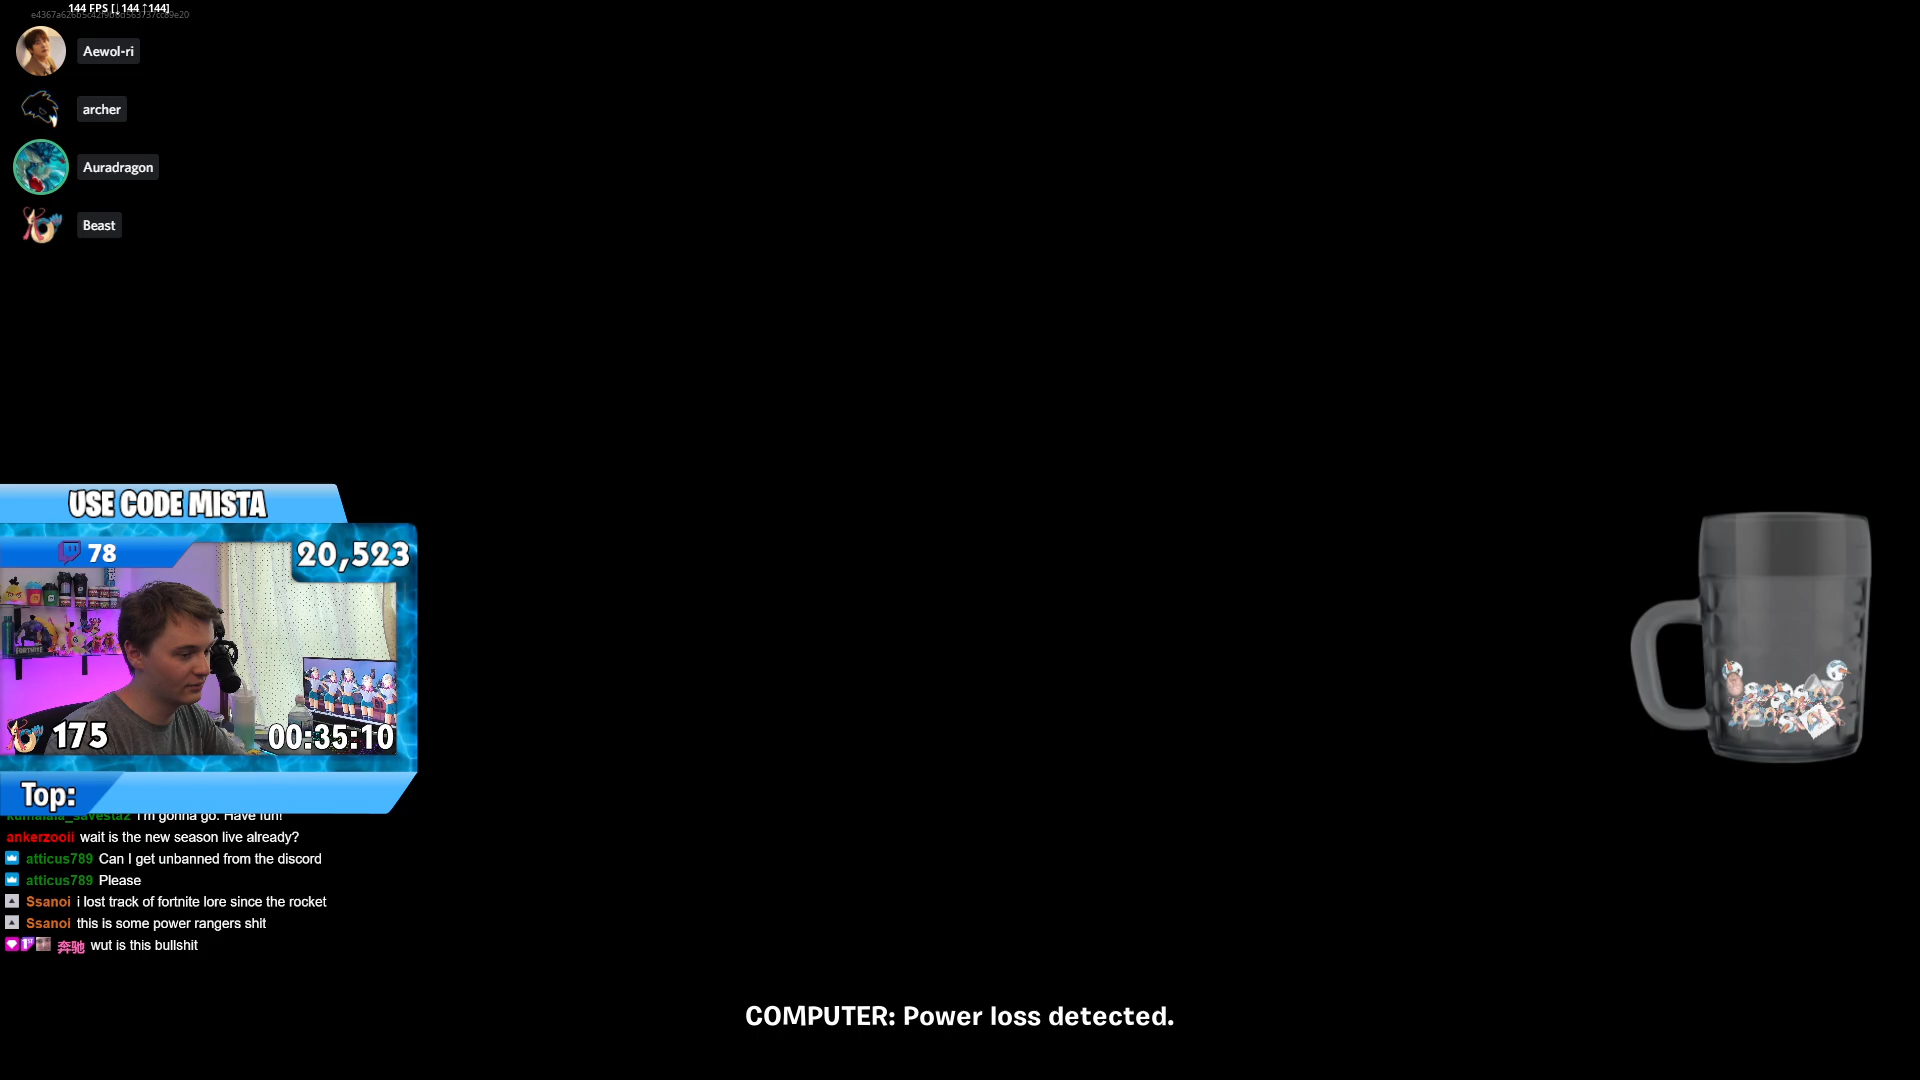 144 FPS [↓144 ↑144]
Aewol-ri
archer
Auradragon
Beast
USE CODE MISTA
78
20,523
FORTNITE
175
00:35:10
Top:
kumalala_savesta2 I'm gonna go. Have fun!
ankerzooii wait is the new season live already?
atticus789 Can I get unbanned from the discord
atticus789 Please
Ssanoi i lost track of fortnite lore since the rocket
Ssanoi this is some power rangers shit
奔驰 wut is this bullshit
COMPUTER: Power loss detected.